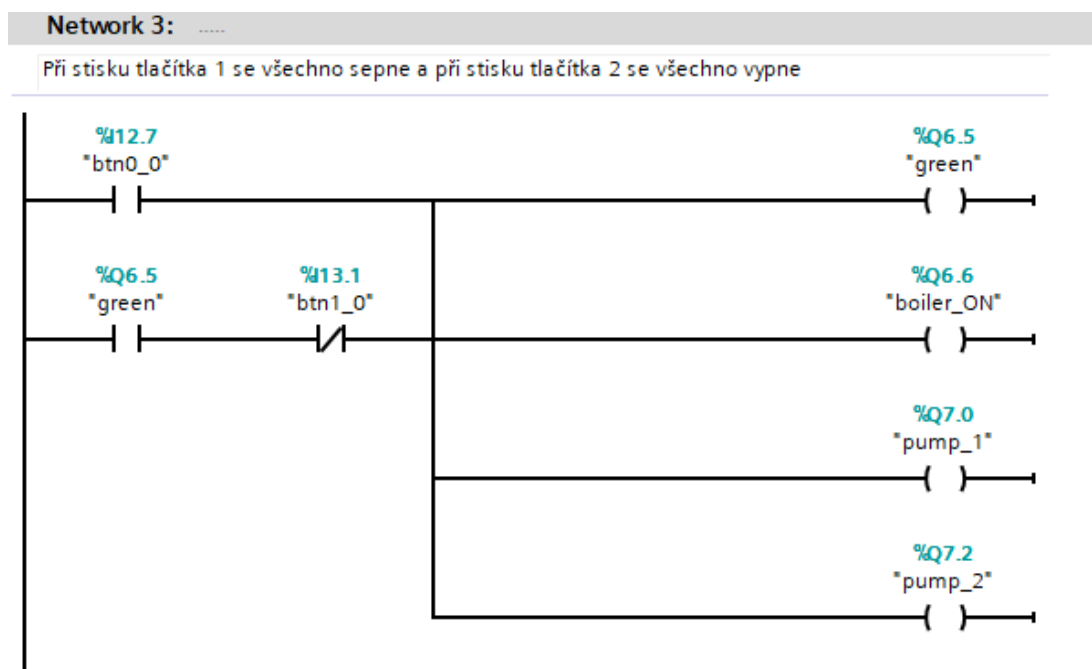 Network 3: .....
Při stisku tlačítka 1 se všechno sepne a při stisku tlačítka 2 se všechno vypne
%I12.7
"btn0_0"
%Q6.5
"green"
%Q6.5
"green"
%I13.1
"btn1_0"
%Q6.6
"boiler_ON"
%Q7.0
"pump_1"
%Q7.2
"pump_2"